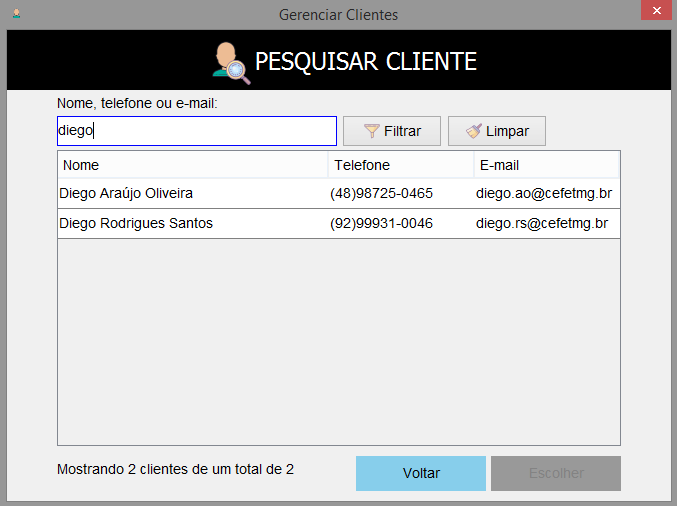 Gerenciar Clientes
PESQUISAR CLIENTE
Nome, telefone ou e-mail:
diego Filtrar Limpar
Nome Telefone E-mail
Diego Araújo Oliveira (48)98725-0465 diego.ao@cefetmg.br
Diego Rodrigues Santos (92)99931-0046 diego.rs@cefetmg.br
Mostrando 2 clientes de um total de 2 Voltar Escolher